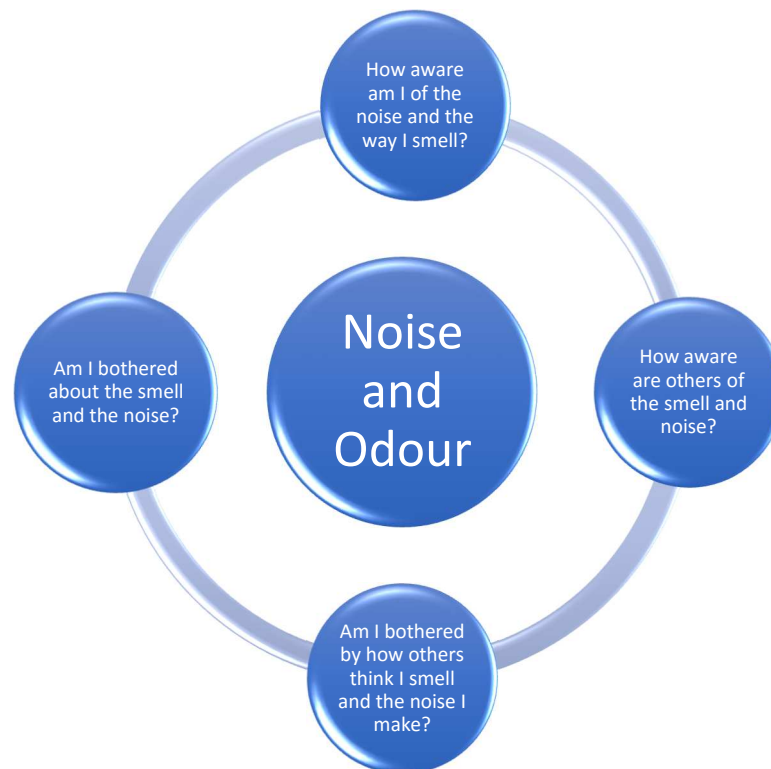 How aware
am I of the
noise and the
way I smell?
Noise
and
Odour
Am I bothered
about the smell
and the noise?
How aware
are others of
the smell and
noise?
Am I bothered
by how others
think I smell
and the noise I
make?